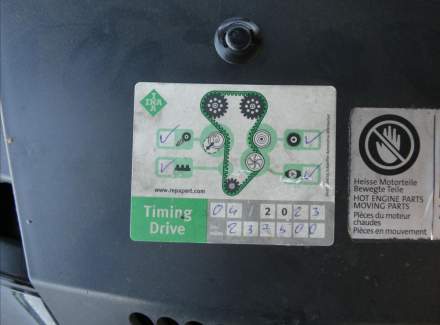 INA
www.repxpert.com
Timing Drive
04/2023
237500
Heisse Motorteile
Bewegte Teile
HOT ENGINE PARTS
MOVING PARTS
Pièces du moteur
chaudes
Pièces en mouvement